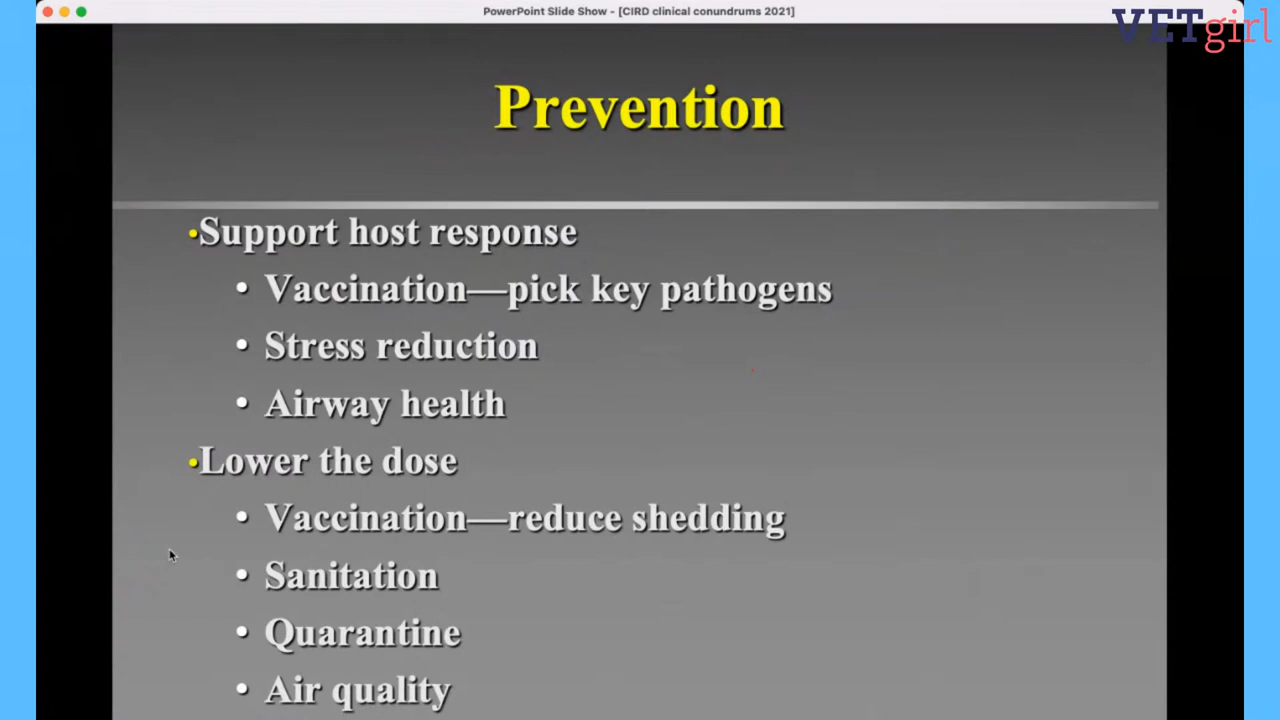 PowerPoint Slide Show - [CIRD clinical conundrums 2021]
VETgirl
Prevention
•Support host response
• Vaccination—pick key pathogens
• Stress reduction
• Airway health
•Lower the dose
• Vaccination—reduce shedding
• Sanitation
• Quarantine
• Air quality